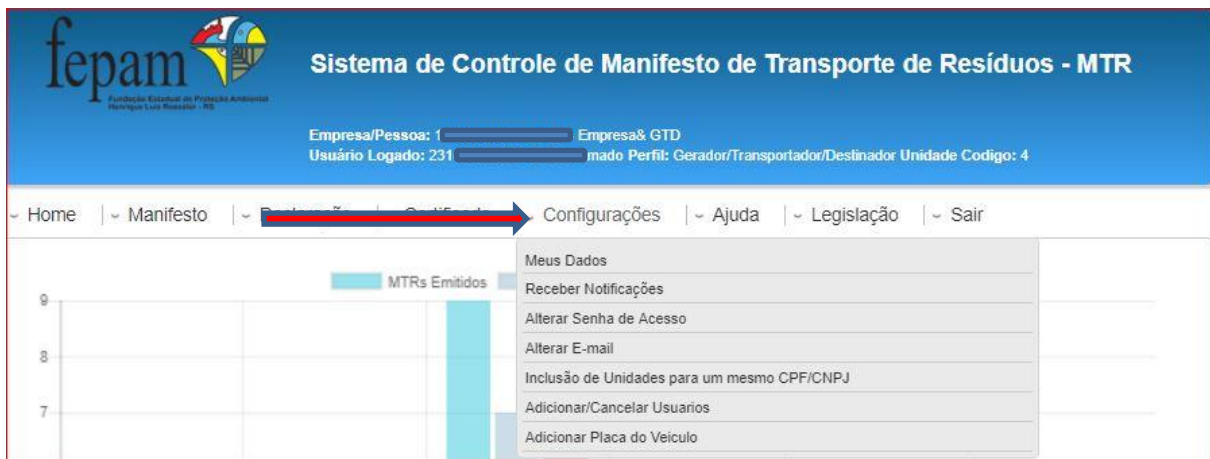 fepam
Fundação Estadual de Proteção Ambiental
Henrique Luis Roessler - RS
Sistema de Controle de Manifesto de Transporte de Resíduos - MTR
Empresa/Pessoa: 1 Empresa& GTD
Usuário Logado: 231 mado Perfil: Gerador/Transportador/Destinador Unidade Codigo: 4
Home Manifesto Configurações Ajuda Legislação Sair
Meus Dados
MTRs Emitidos
Receber Notificações
9
Alterar Senha de Acesso
8
Alterar E-mail
Inclusão de Unidades para um mesmo CPF/CNPJ
7
Adicionar/Cancelar Usuarios
Adicionar Placa do Veiculo